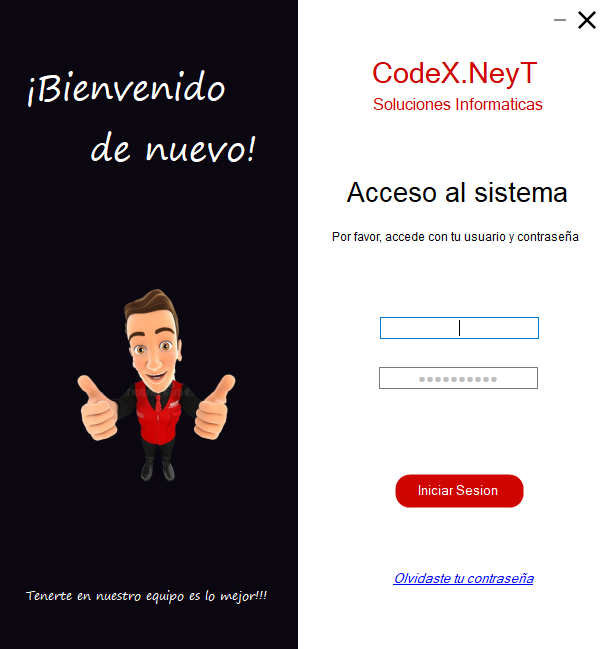 ¡Bienvenido
de nuevo!
Tenerte en nuestro equipo es lo mejor!!!
CodeX.NeyT
Soluciones Informaticas
Acceso al sistema
Por favor, accede con tu usuario y contraseña
Iniciar Sesion
Olvidaste tu contraseña